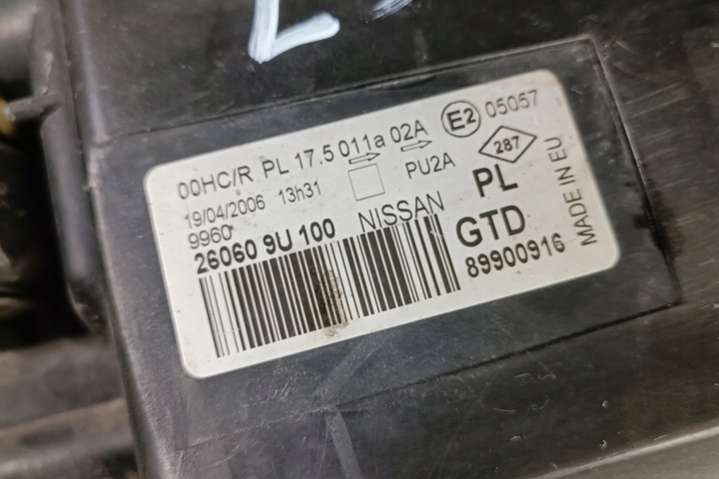 00HC/R PL 17.5 011a 02A E2 05057
19/04/2006 13h31 PU2A 287
9960
26060 9U 100 NISSAN PL
GTD
89900916
MADE IN EU